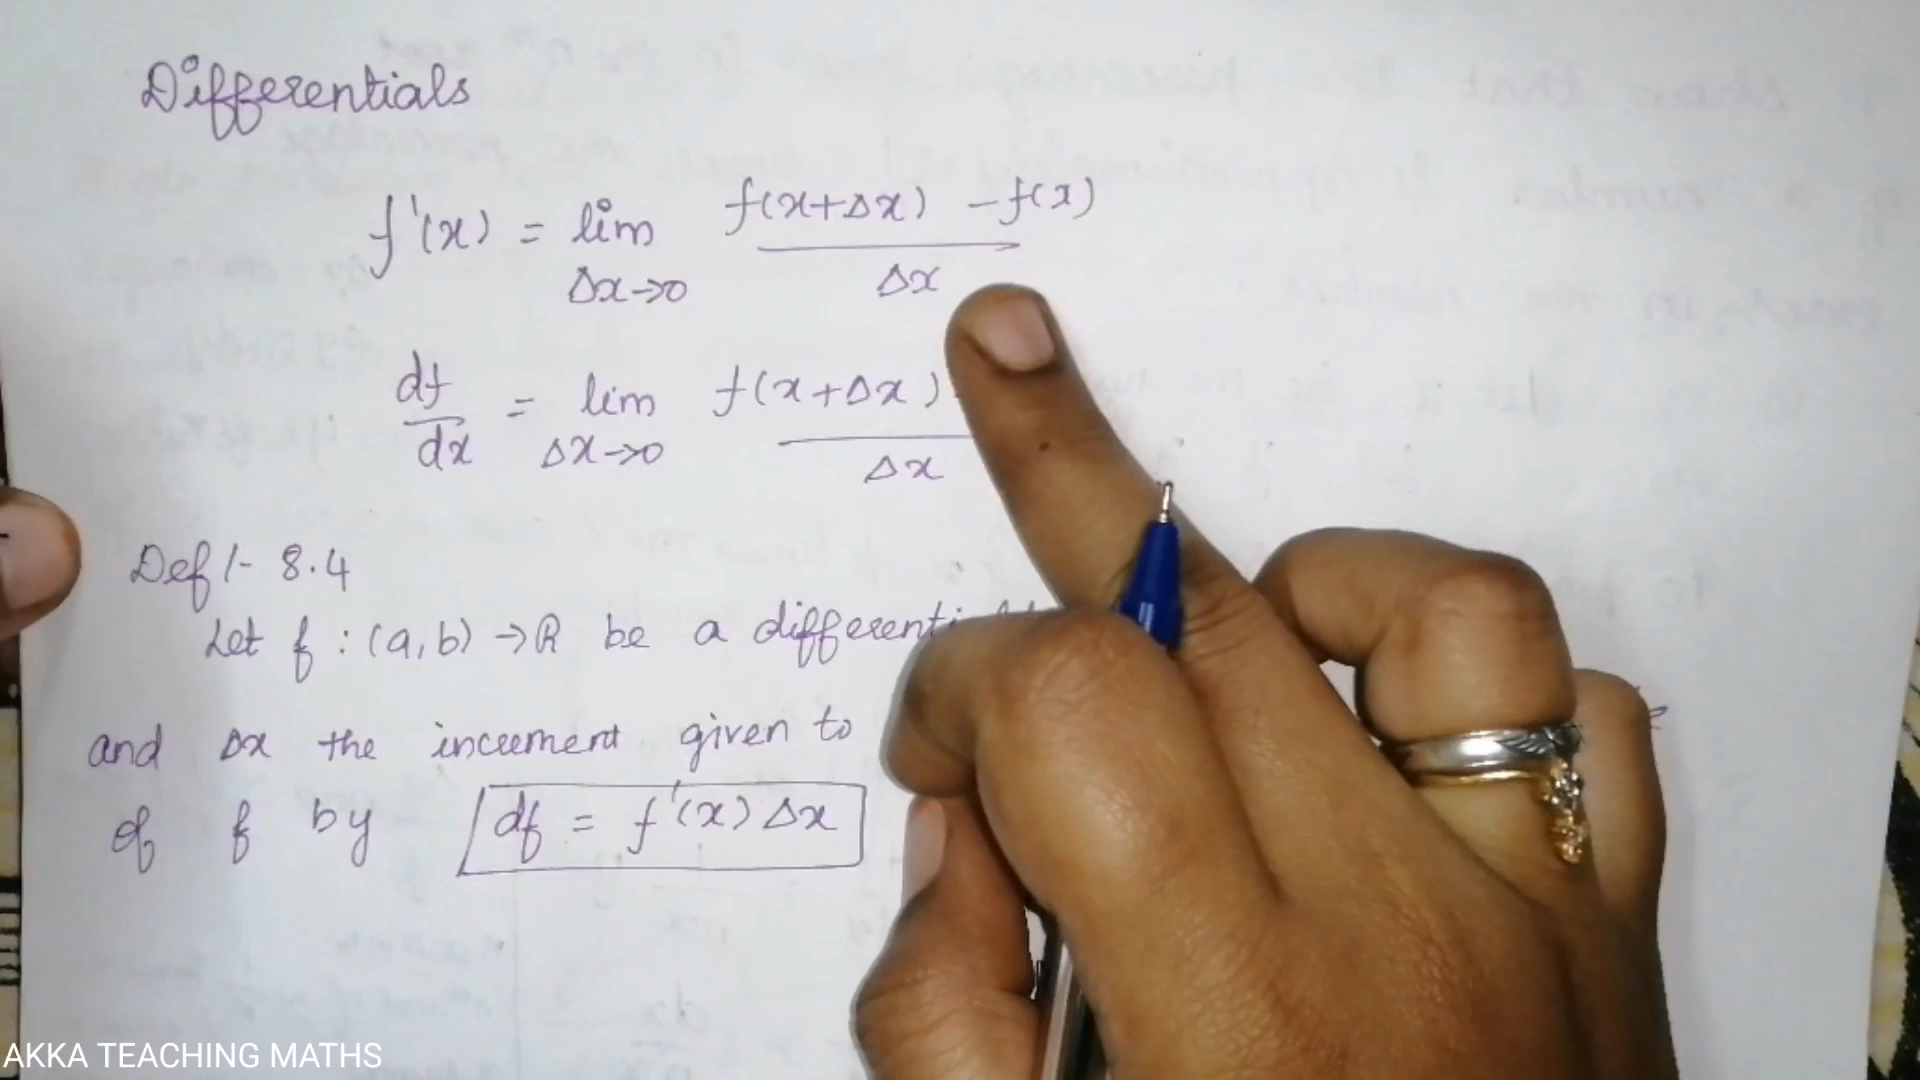 Differentials
f'(x) = lim f(x+Δx) - f(x)
Δx→0 Δx
df/dx = lim f(x+Δx)
Δx→0 Δx
Def/- 8.4
Let f : (a,b) → R be a
and Δx the increment given to
of f by df = f'(x) Δx
AKKA TEACHING MATHS